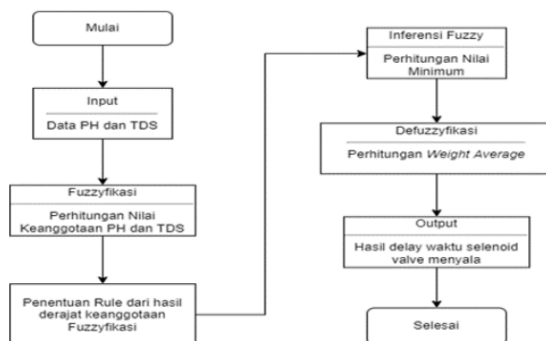 Mulai
Input
Data PH dan TDS
Fuzzyfikasi
Perhitungan Nilai
Keanggotaan PH dan TDS
Penentuan Rule dari hasil
derajat keanggotaan
Fuzzyfikasi
Inferensi Fuzzy
Perhitungan Nilai
Minimum
Defuzzyfikasi
Perhitungan Weight Average
Output
Hasil delay waktu selenoid
valve menyala
Selesai